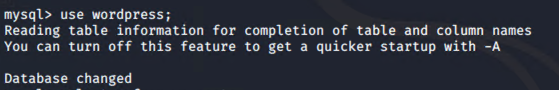 mysql> use wordpress;
Reading table information for completion of table and column names
You can turn off this feature to get a quicker startup with -A
Database changed